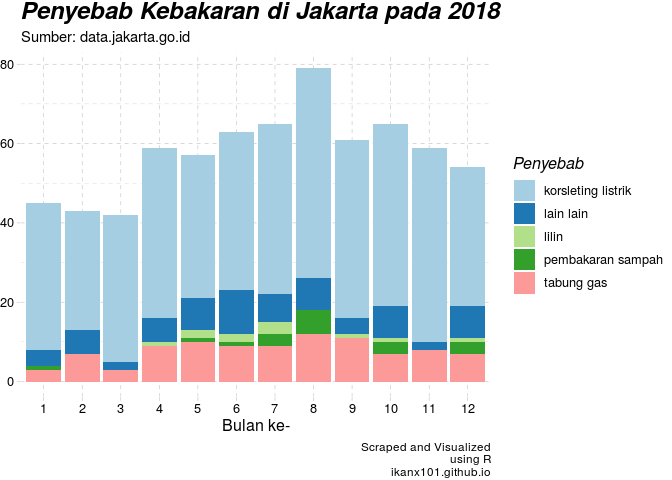 Penyebab Kebakaran di Jakarta pada 2018
Sumber: data.jakarta.go.id
80
60
40
20
0
1 2 3 4 5 6 7 8 9 10 11 12
Bulan ke-
Penyebab
korsleting listrik
lain lain
lilin
pembakaran sampah
tabung gas
Scraped and Visualized
using R
ikanx101.github.io